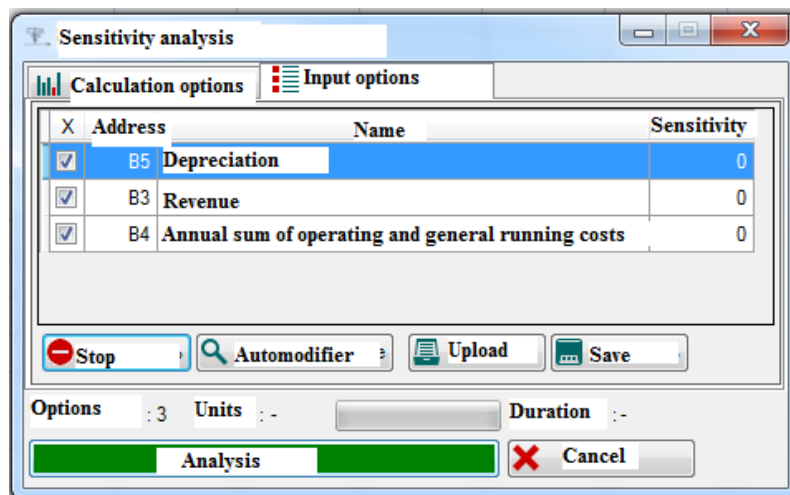 Sensitivity analysis
Calculation options Input options
X Address Name Sensitivity
B5 Depreciation 0
B3 Revenue 0
B4 Annual sum of operating and general running costs 0
Stop Automodifier Upload Save
Options : 3 Units : - Duration : -
Analysis Cancel